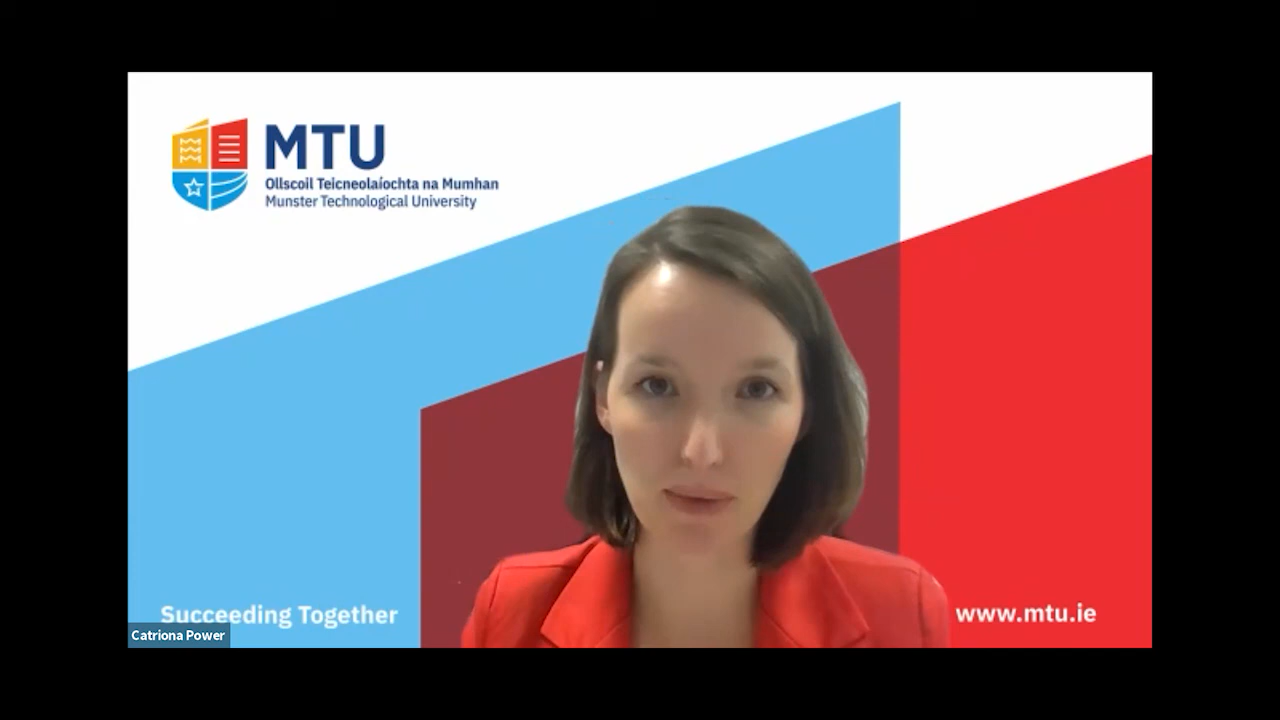 MTU
Ollscoil Teicneolaíochta na Mumhan
Munster Technological University
Succeeding Together
www.mtu.ie
Catriona Power